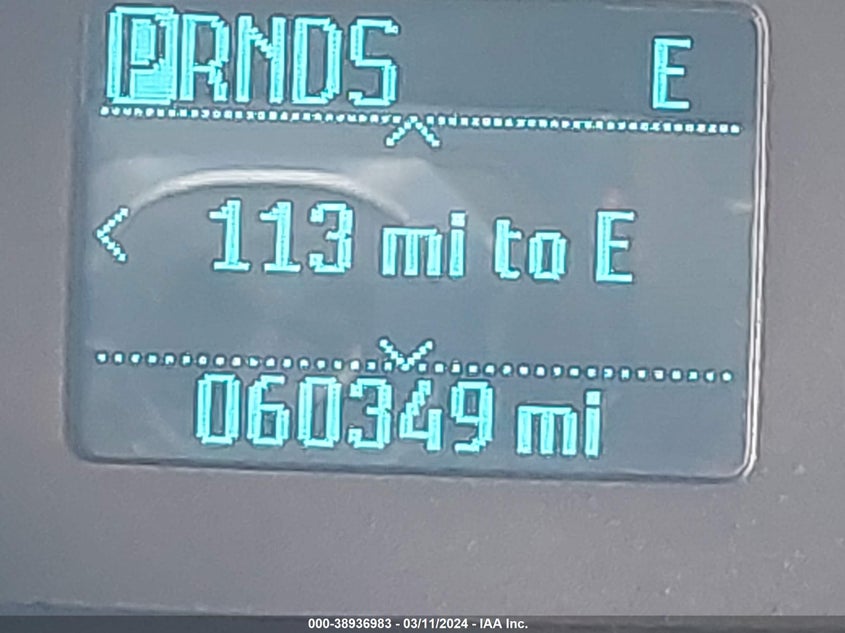 PRNDS E
113 mi to E
060349 mi
000-38936983 - 03/11/2024 - IAA Inc.